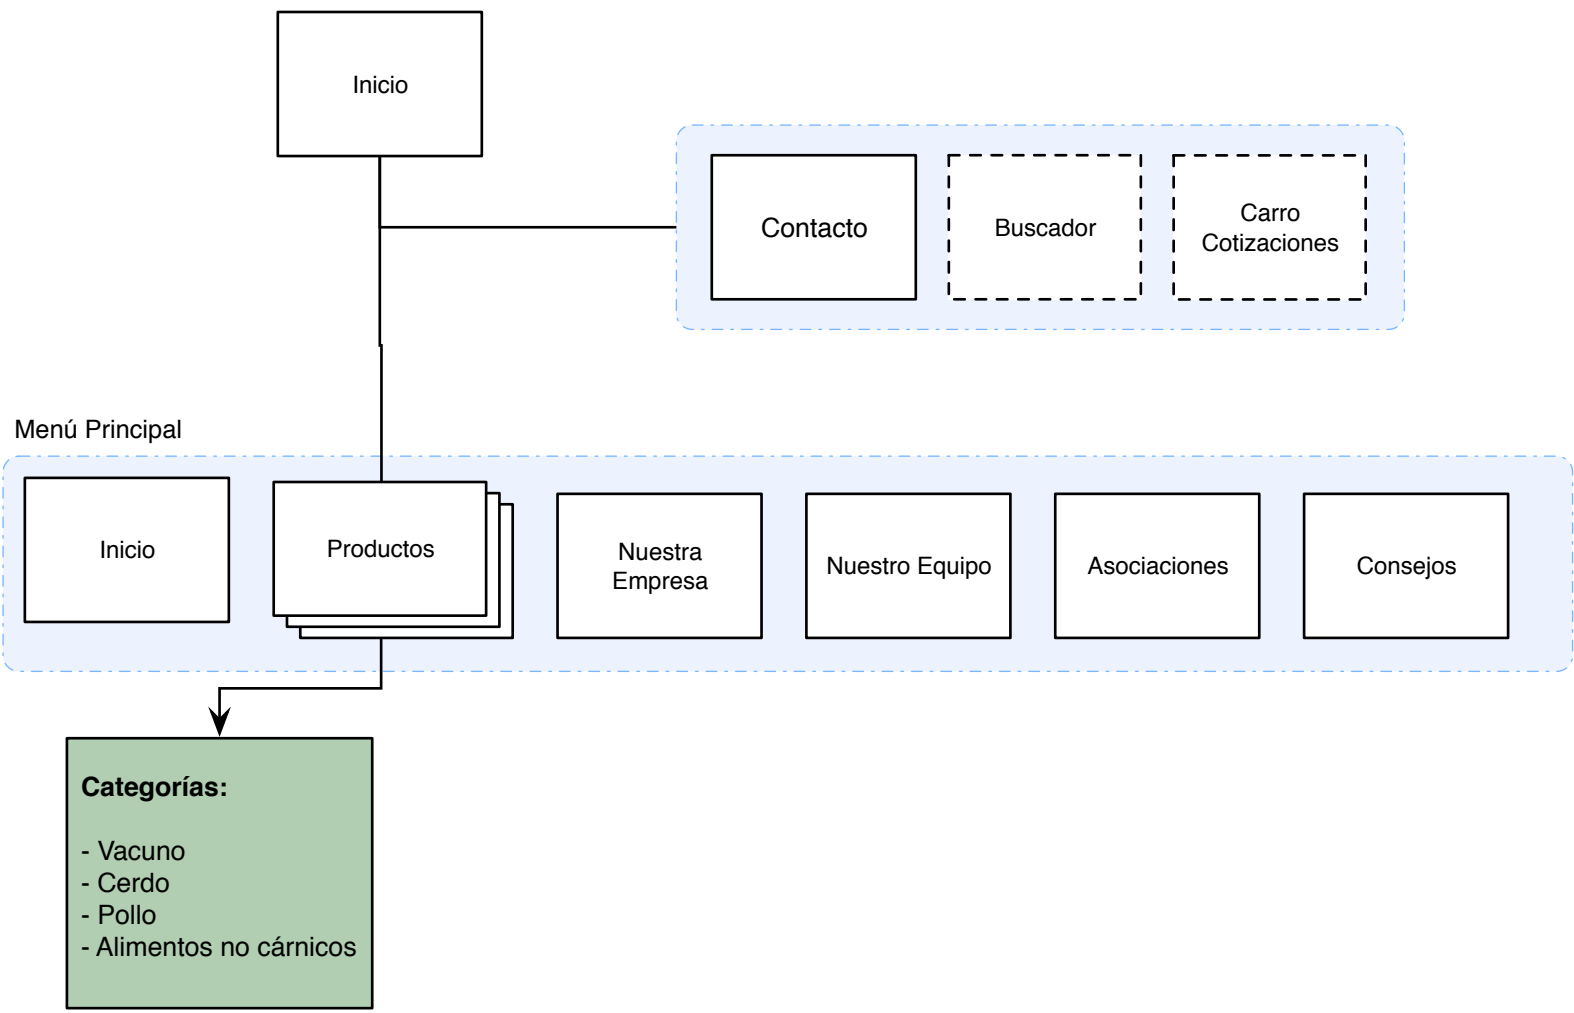 Inicio
Contacto
Buscador
Carro
Cotizaciones
Menú Principal
Inicio
Productos
Nuestra
Empresa
Nuestro Equipo
Asociaciones
Consejos
Categorías:
- Vacuno
- Cerdo
- Pollo
- Alimentos no cárnicos